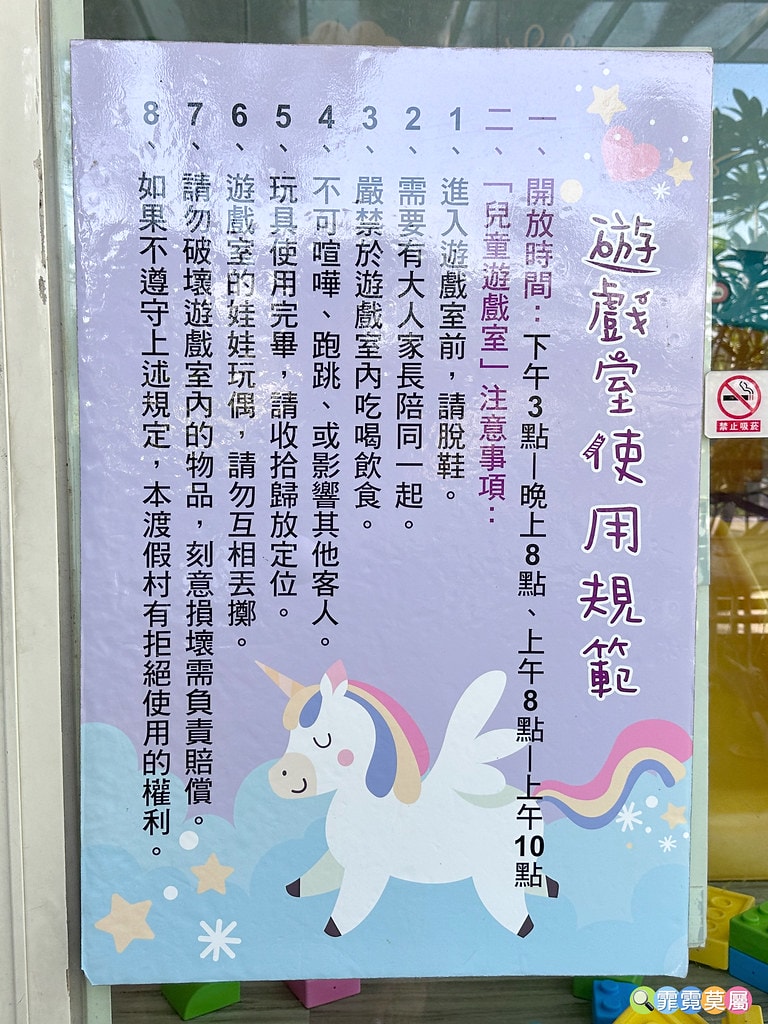 遊戲室使用規範
一、開放時間：下午3點—晚上8點、上午8點—上午10點
二、「兒童遊戲室」注意事項：
1、進入遊戲室前，請脫鞋。
2、需要有大人家長陪同一起。
3、嚴禁於遊戲室內吃喝飲食。
4、不可喧嘩、跑跳、或影響其他客人。
5、玩具使用完畢，請收拾歸放定位。
6、遊戲室的娃娃玩偶，請勿互相丟擲。
7、請勿破壞遊戲室內的物品，刻意損壞需負責賠償。
8、如果不遵守上述規定，本渡假村有拒絕使用的權利。
禁止吸菸
霏霓莫屬